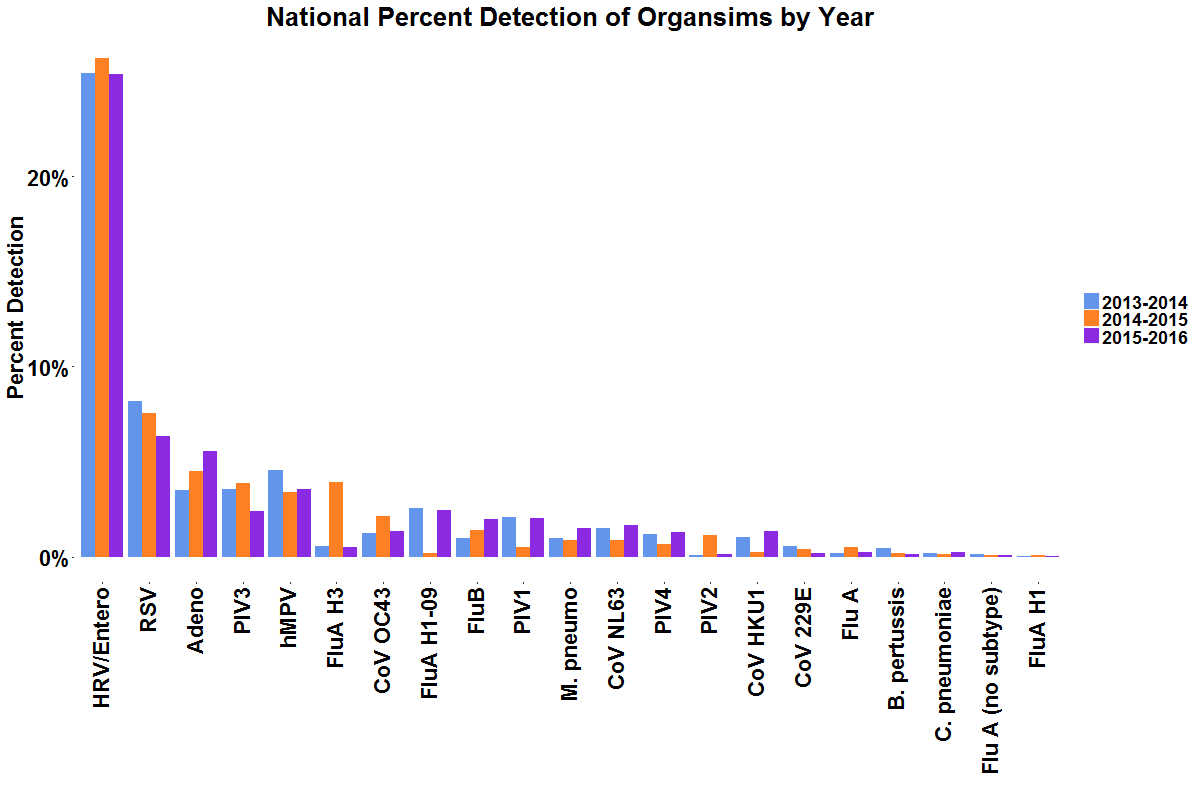 National Percent Detection of Organsims by Year
Percent Detection
20%
10%
0%
2013-2014
2014-2015
2015-2016
HRV/Entero
RSV
Adeno
PIV3
hMPV
FluA H3
CoV OC43
FluA H1-09
FluB
PIV1
M. pneumo
CoV NL63
PIV4
PIV2
CoV HKU1
CoV 229E
Flu A
B. pertussis
C. pneumoniae
Flu A (no subtype)
FluA H1